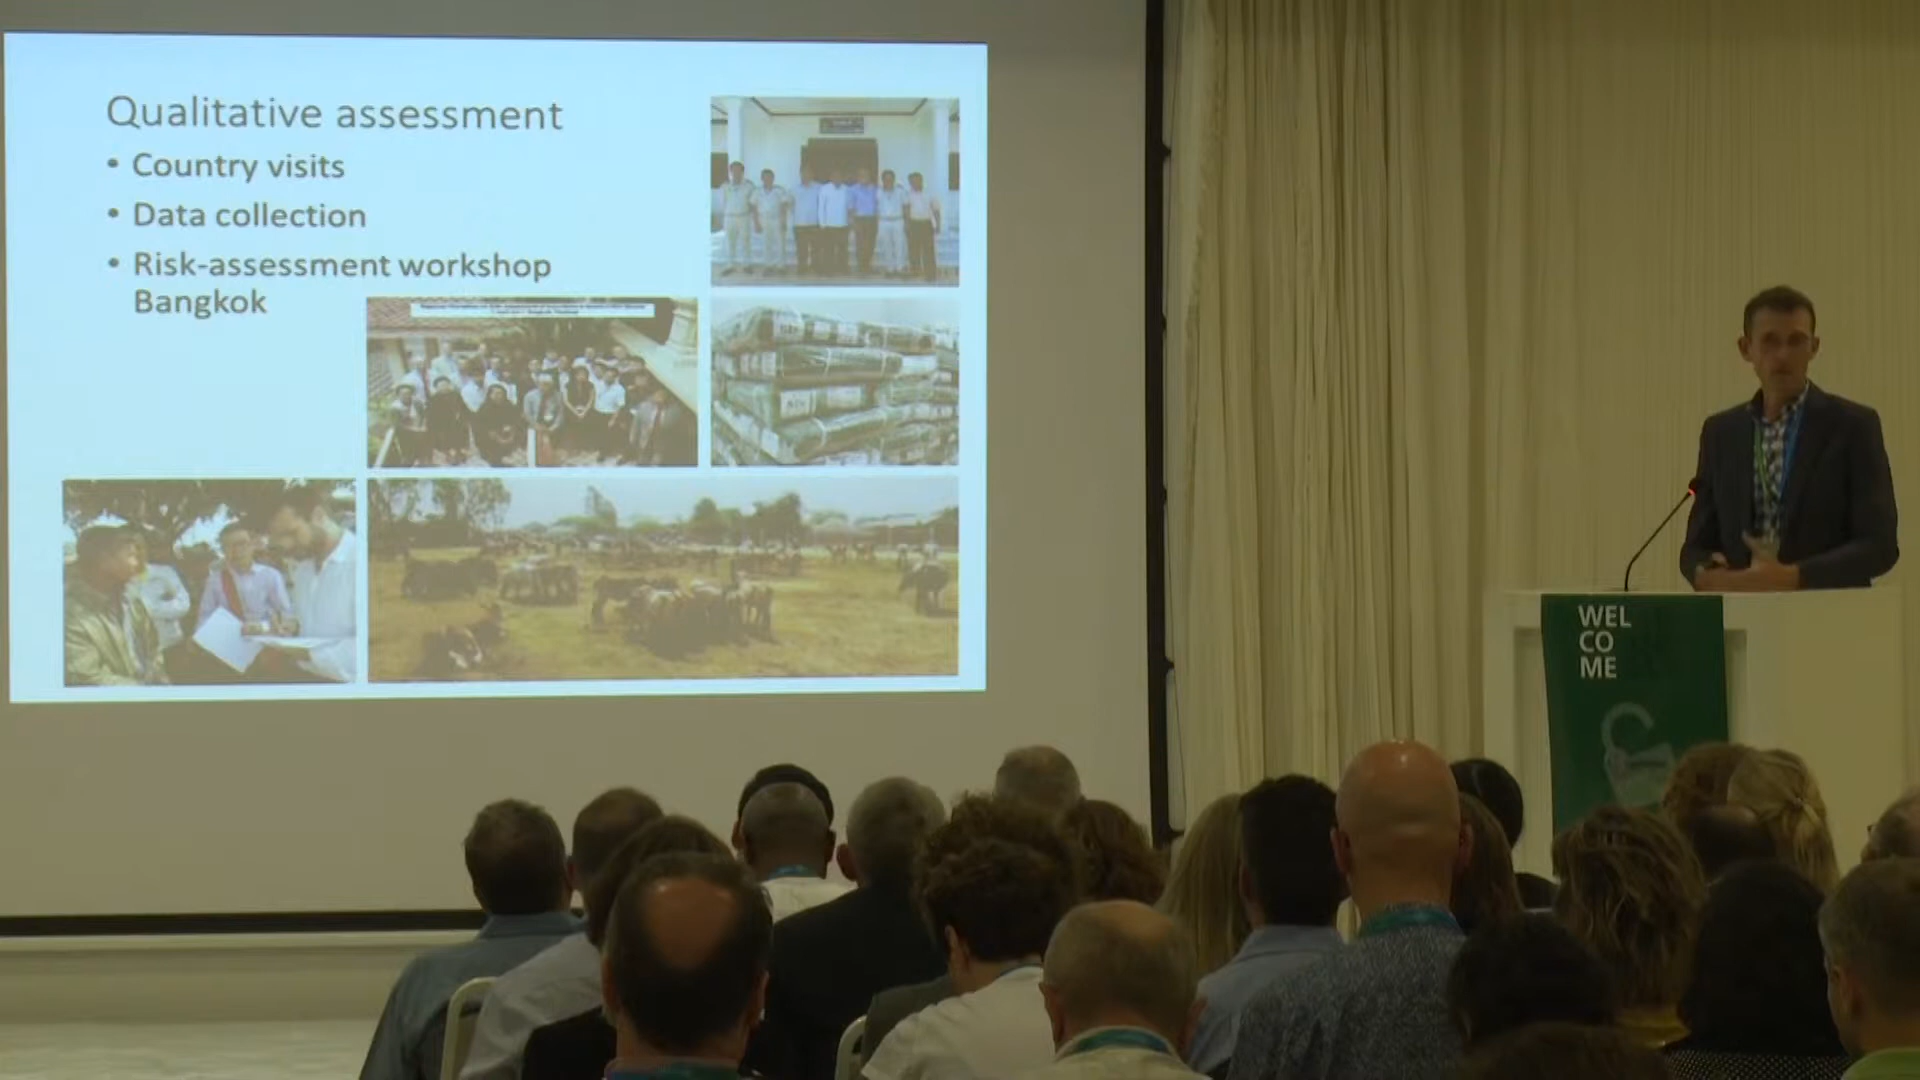 Qualitative assessment
• Country visits
• Data collection
• Risk-assessment workshop
Bangkok
WEL
CO
ME